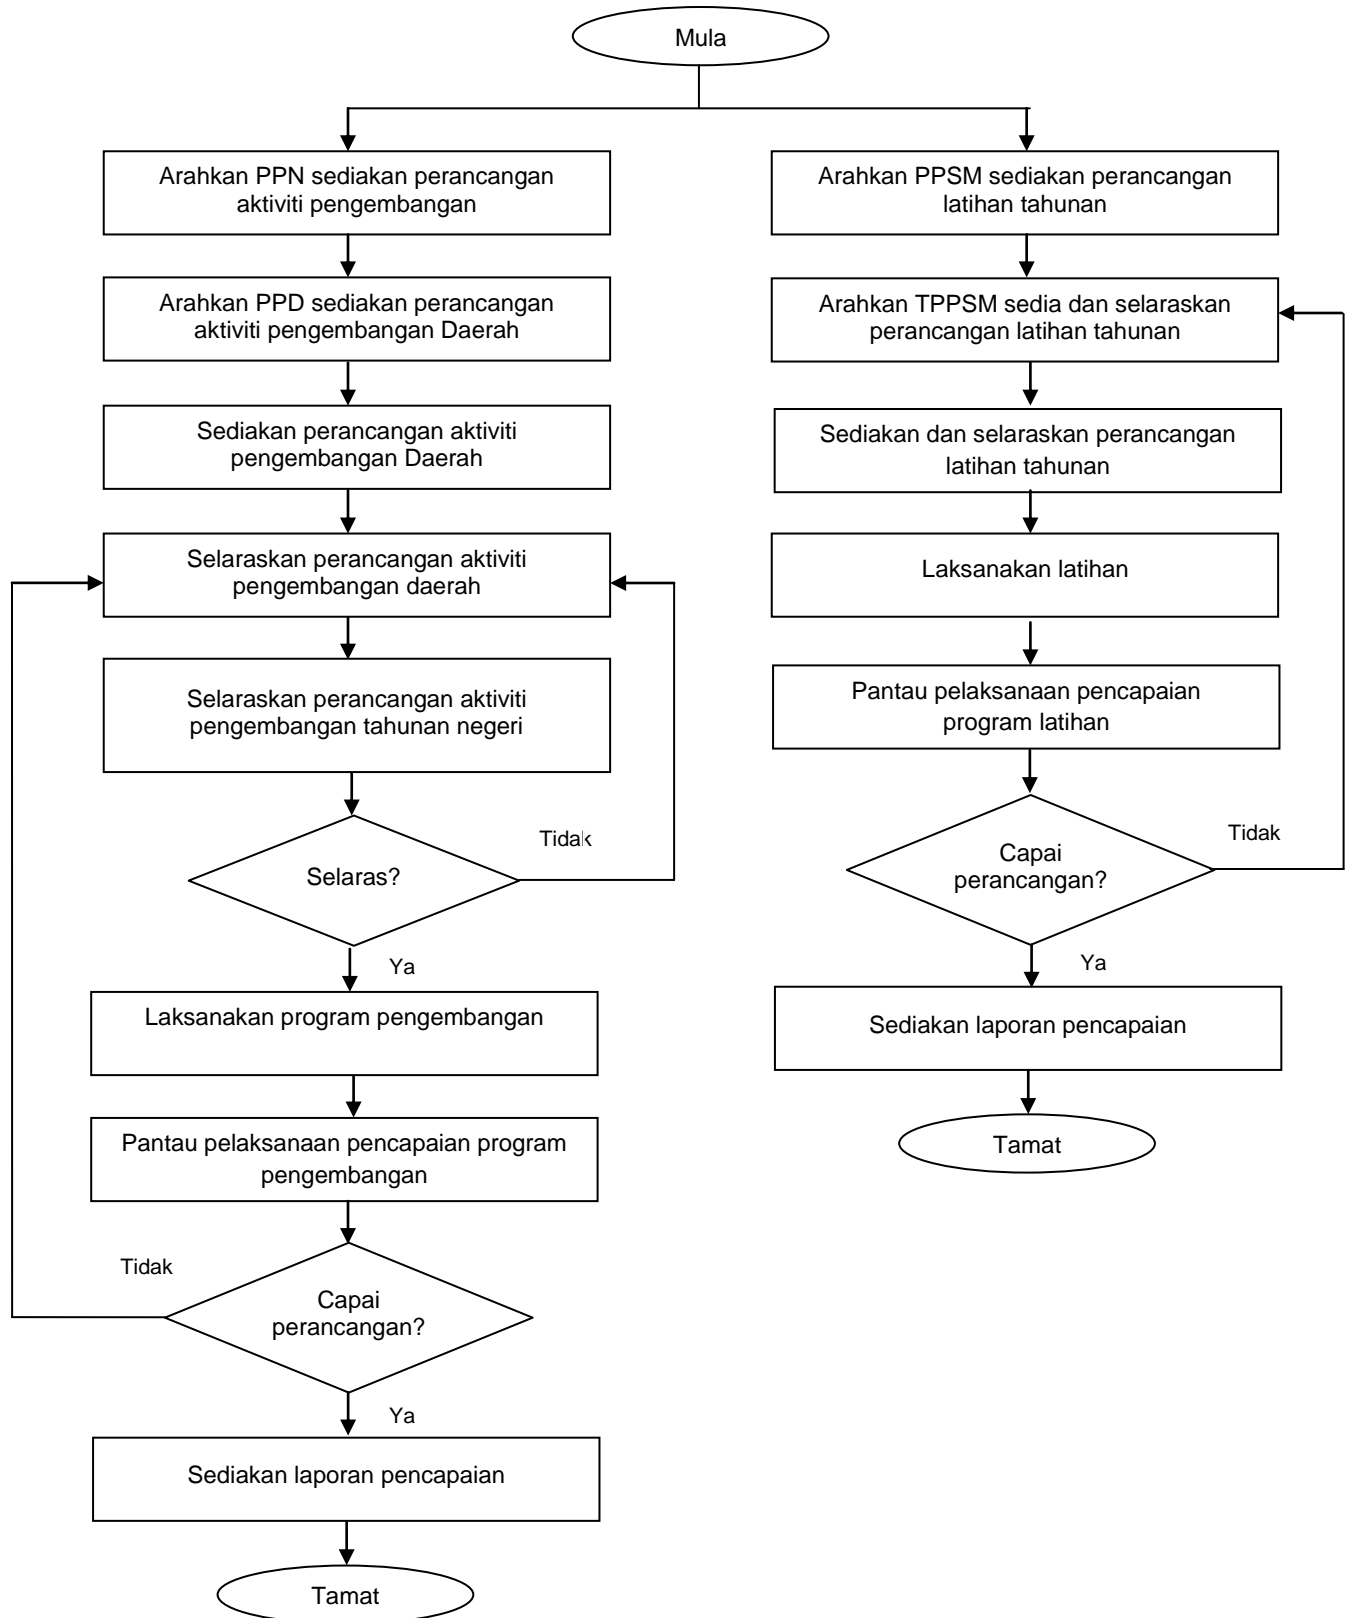 Mula
Arahkan PPN sediakan perancangan
aktiviti pengembangan
Arahkan PPD sediakan perancangan
aktiviti pengembangan Daerah
Sediakan perancangan aktiviti
pengembangan Daerah
Selaraskan perancangan aktiviti
pengembangan daerah
Selaraskan perancangan aktiviti
pengembangan tahunan negeri
Selaras?
Tidak
Ya
Laksanakan program pengembangan
Pantau pelaksanaan pencapaian program
pengembangan
Tidak
Capai
perancangan?
Ya
Sediakan laporan pencapaian
Tamat
Arahkan PPSM sediakan perancangan
latihan tahunan
Arahkan TPPSM sedia dan selaraskan
perancangan latihan tahunan
Sediakan dan selaraskan perancangan
latihan tahunan
Laksanakan latihan
Pantau pelaksanaan pencapaian
program latihan
Capai
perancangan?
Tidak
Ya
Sediakan laporan pencapaian
Tamat